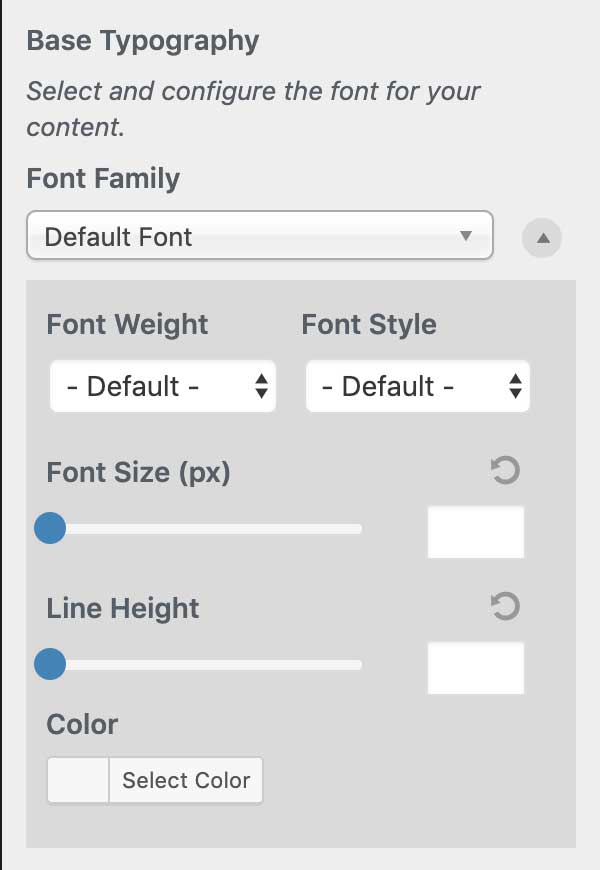 Base Typography
Select and configure the font for your
content.
Font Family
Default Font
Font Weight Font Style
- Default - - Default -
Font Size (px)
Line Height
Color
Select Color